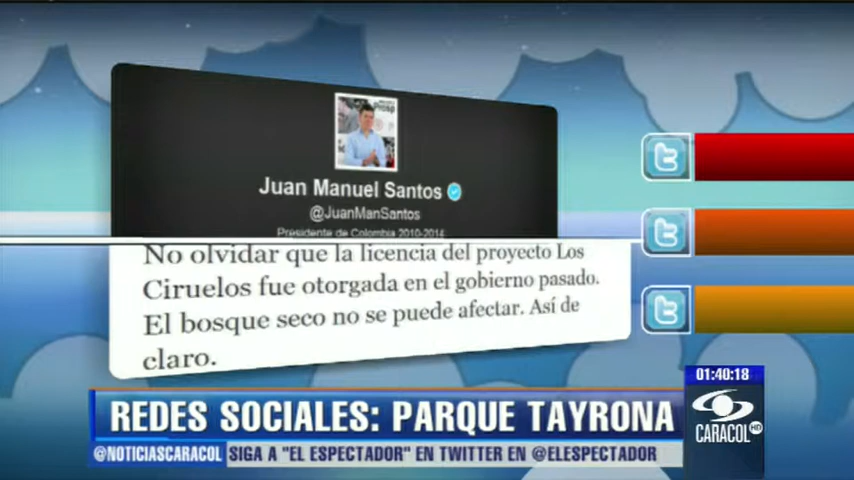 Juan Manuel Santos
@JuanManSantos
Presidente de Colombia 2010-2014
No olvidar que la licencia del proyecto Los
Ciruelos fue otorgada en el gobierno pasado.
El bosque seco no se puede afectar. Así de
claro.
01:40:18
REDES SOCIALES: PARQUE TAYRONA
CARACOL HD
@NOTICIASCARACOL SIGA A "EL ESPECTADOR" EN TWITTER EN @ELESPECTADOR